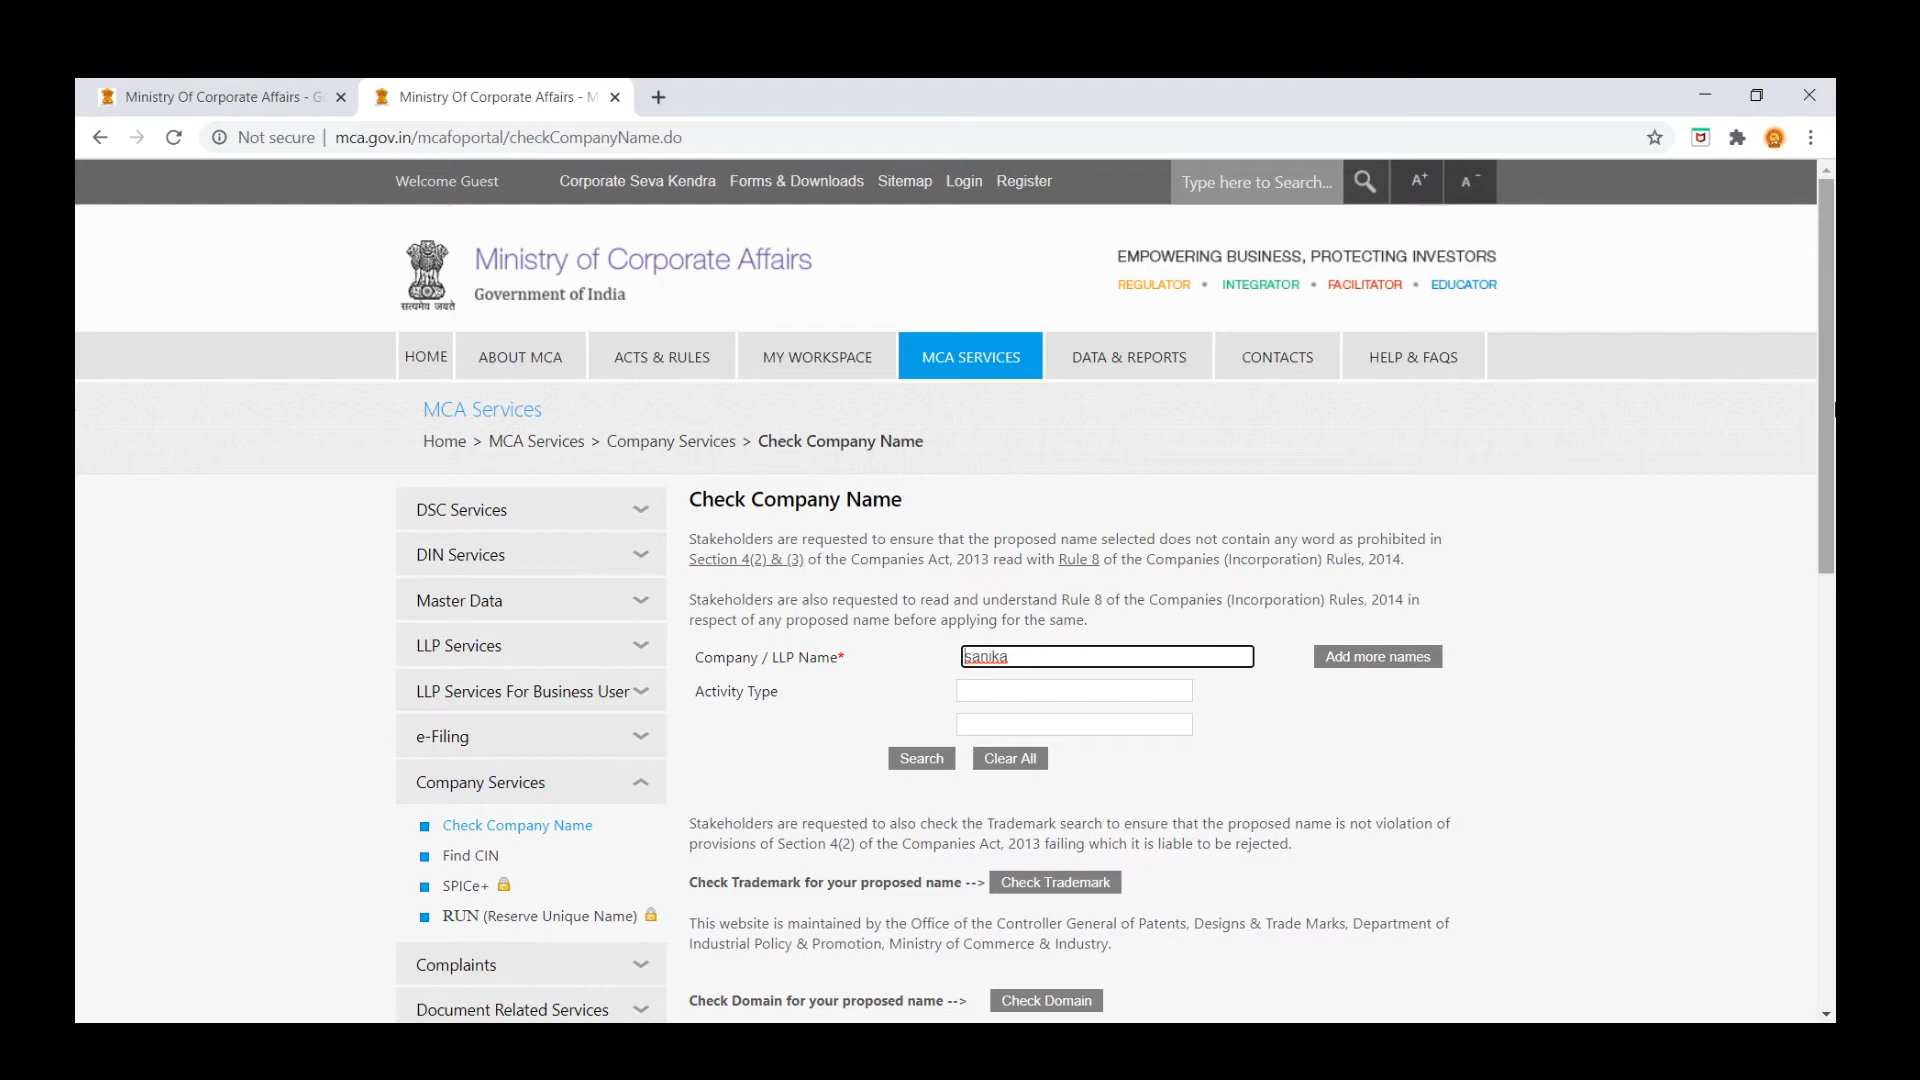 Ministry Of Corporate Affairs - G
Ministry Of Corporate Affairs - M
Not secure | mca.gov.in/mcafoportal/checkCompanyName.do
Welcome Guest
Corporate Seva Kendra Forms & Downloads Sitemap Login Register
Type here to Search...
A+
A-
सत्यमेव जयते
Ministry of Corporate Affairs
Government of India
EMPOWERING BUSINESS, PROTECTING INVESTORS
REGULATOR • INTEGRATOR • FACILITATOR • EDUCATOR
HOME
ABOUT MCA
ACTS & RULES
MY WORKSPACE
MCA SERVICES
DATA & REPORTS
CONTACTS
HELP & FAQS
MCA Services
Home > MCA Services > Company Services > Check Company Name
DSC Services
DIN Services
Master Data
LLP Services
LLP Services For Business User
e-Filing
Company Services
Check Company Name
Find CIN
SPICe+
RUN (Reserve Unique Name)
Complaints
Document Related Services
Check Company Name
Stakeholders are requested to ensure that the proposed name selected does not contain any word as prohibited in
Section 4(2) & (3) of the Companies Act, 2013 read with Rule 8 of the Companies (Incorporation) Rules, 2014.
Stakeholders are also requested to read and understand Rule 8 of the Companies (Incorporation) Rules, 2014 in
respect of any proposed name before applying for the same.
Company / LLP Name* sanika Add more names
Activity Type
Search Clear All
Stakeholders are requested to also check the Trademark search to ensure that the proposed name is not violation of
provisions of Section 4(2) of the Companies Act, 2013 failing which it is liable to be rejected.
Check Trademark for your proposed name --> Check Trademark
This website is maintained by the Office of the Controller General of Patents, Designs & Trade Marks, Department of
Industrial Policy & Promotion, Ministry of Commerce & Industry.
Check Domain for your proposed name --> Check Domain